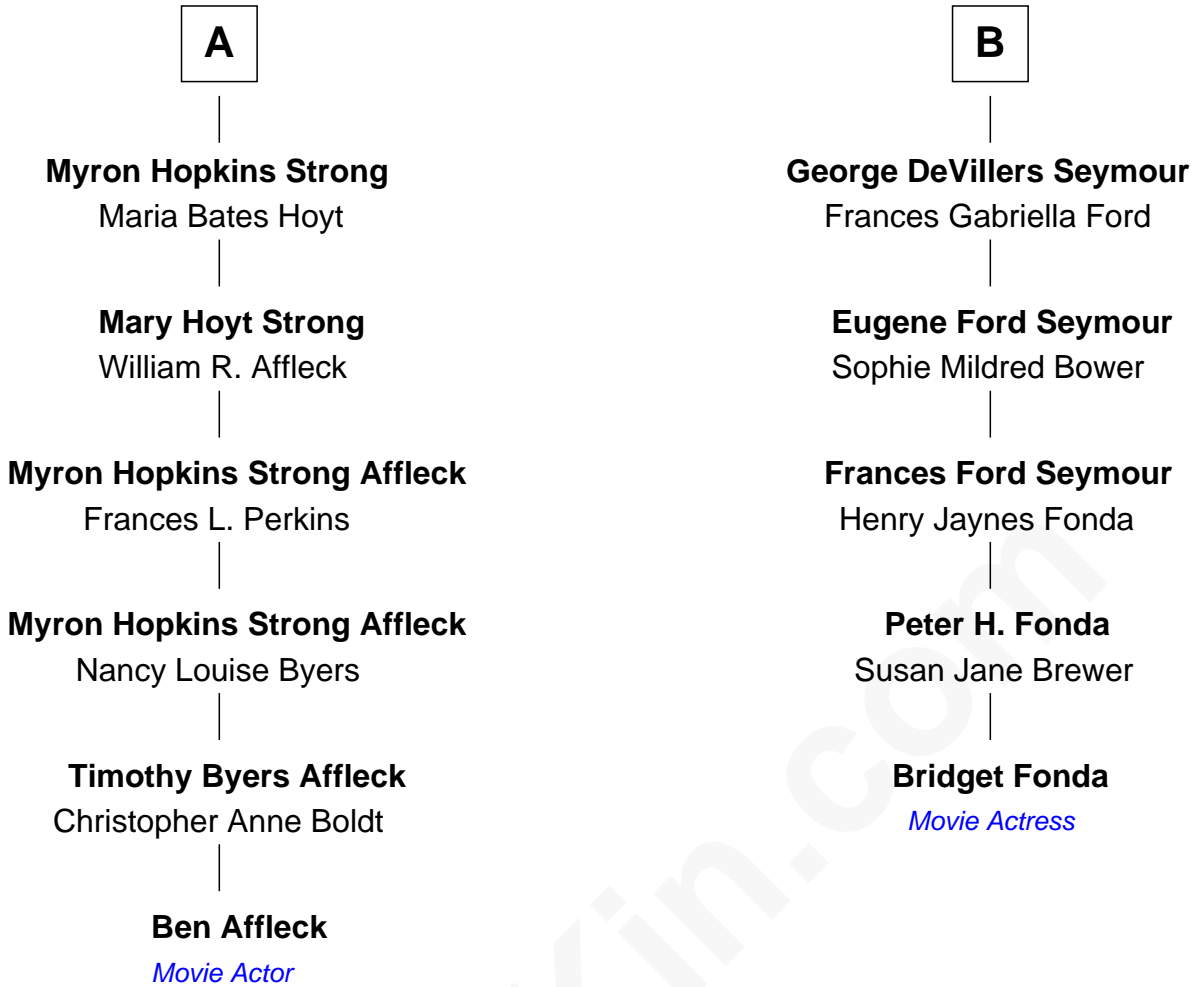 A
Myron Hopkins Strong
Maria Bates Hoyt
Mary Hoyt Strong
William R. Affleck
Myron Hopkins Strong Affleck
Frances L. Perkins
Myron Hopkins Strong Affleck
Nancy Louise Byers
Timothy Byers Affleck
Christopher Anne Boldt
Ben Affleck
Movie Actor
B
George DeVillers Seymour
Frances Gabriella Ford
Eugene Ford Seymour
Sophie Mildred Bower
Frances Ford Seymour
Henry Jaynes Fonda
Peter H. Fonda
Susan Jane Brewer
Bridget Fonda
Movie Actress
Kin.com